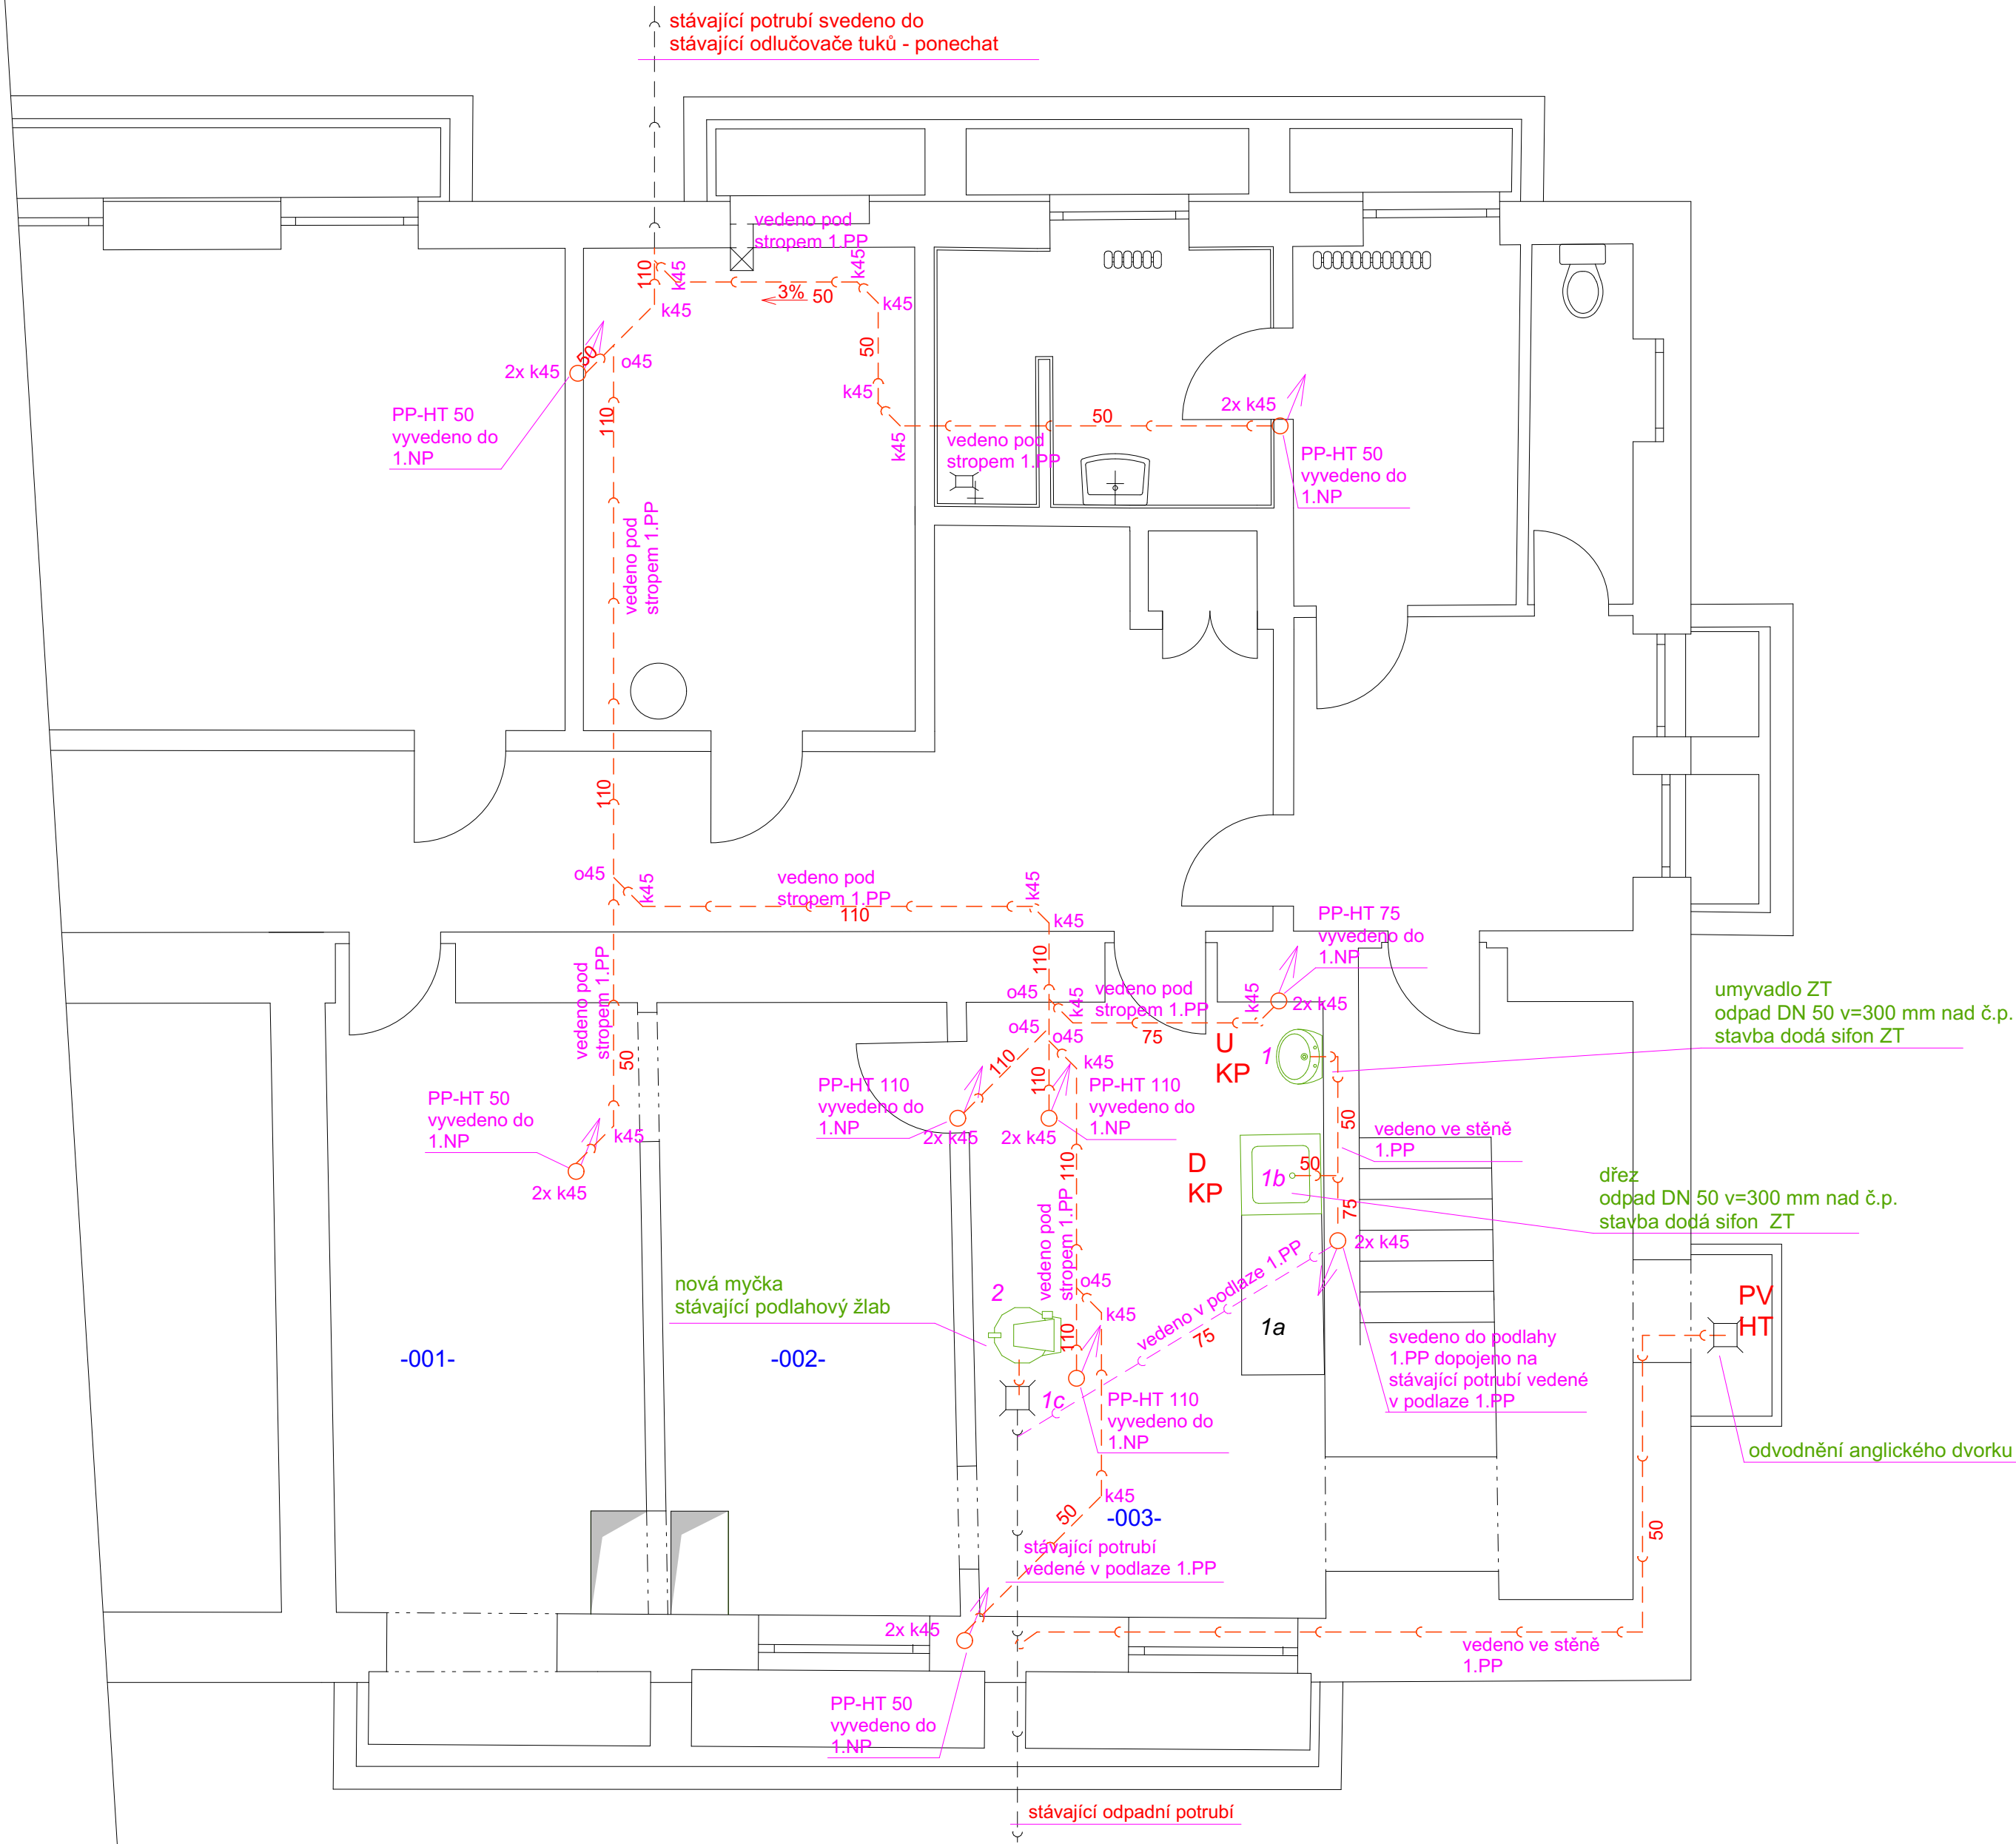 stávající potrubí svedeno do
stávající odlučovače tuků - ponechat
vedeno pod
stropem 1.PP
110
k45
k45
k45
3%
50
k45
50
50
o45
2x k45
PP-HT 50
vyvedeno do
1.NP
110
k45
k45
50
vedeno pod
stropem 1.PP
2x k45
PP-HT 50
vyvedeno do
1.NP
vedeno pod
stropem 1.PP
110
o45
k45
vedeno pod
stropem 1.PP
110
k45
k45
PP-HT 75
vyvedeno do
1.NP
vedeno pod
stropem 1.PP
50
110
o45
k45
vedeno pod
stropem 1.PP
75
k45
2x k45
umyvadlo ZT
odpad DN 50 v=300 mm nad č.p.
stavba dodá sifon ZT
o45
o45
k45
U
KP
1
110
110
PP-HT 110
vyvedeno do
1.NP
2x k45
PP-HT 110
vyvedeno do
1.NP
2x k45
PP-HT 50
vyvedeno do
1.NP
k45
2x k45
50
vedeno ve stěně
1.PP
D
KP
1b
50
75
dřez
odpad DN 50 v=300 mm nad č.p.
stavba dodá sifon ZT
110
vedeno pod
stropem 1.PP
2x k45
vedeno v podlaze 1.PP
75
nová myčka
stávající podlahový žlab
2
o45
k45
110
1a
svedeno do podlahy
1.PP dopojeno na
stávající potrubí vedené
v podlaze 1.PP
PV
HT
-001-
-002-
1c
PP-HT 110
vyvedeno do
1.NP
odvodnění anglického dvorku
k45
50
-003-
50
stávající potrubí
vedené v podlaze 1.PP
2x k45
vedeno ve stěně
1.PP
PP-HT 50
vyvedeno do
1.NP
stávající odpadní potrubí